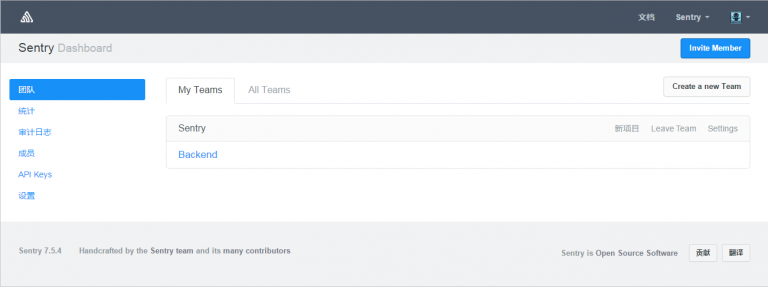 文档 Sentry
Sentry Dashboard Invite Member
团队
统计
审计日志
成员
API Keys
设置
My Teams All Teams Create a new Team
Sentry 新项目 Leave Team Settings
Backend
Sentry 7.5.4 Handcrafted by the Sentry team and its many contributors Sentry is Open Source Software 贡献 翻译